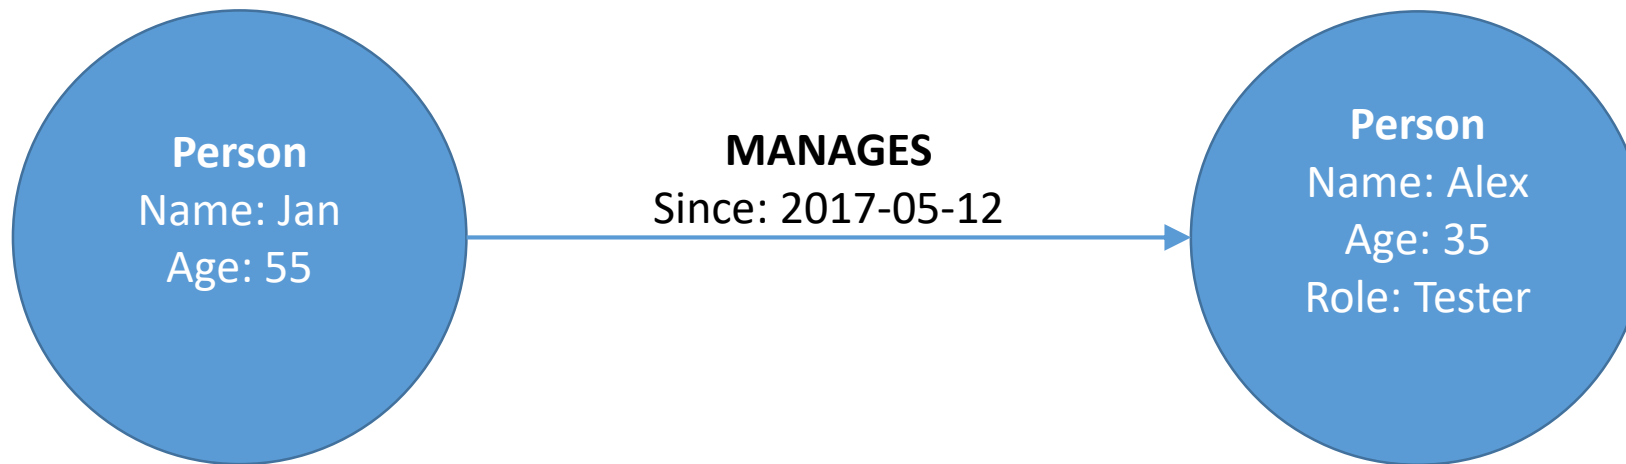 Person
Name: Jan
Age: 55
MANAGES
Since: 2017-05-12
Person
Name: Alex
Age: 35
Role: Tester